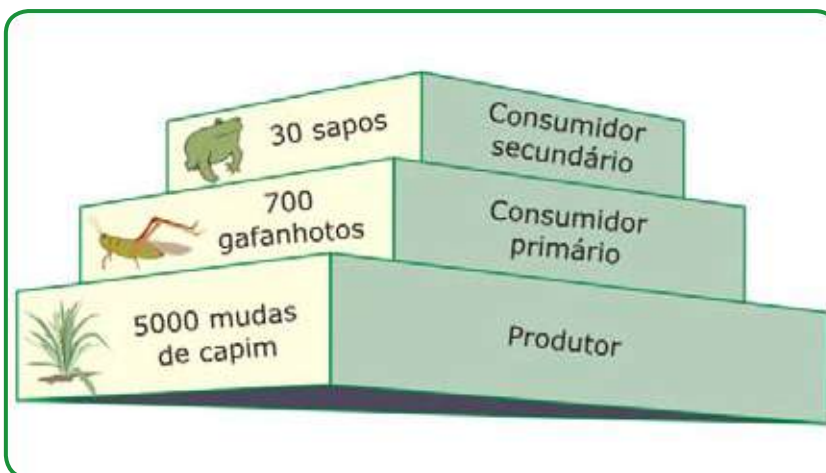 30 sapos
Consumidor
secundário
700
gafanhotos
Consumidor
primário
5000 mudas
de capim
Produtor